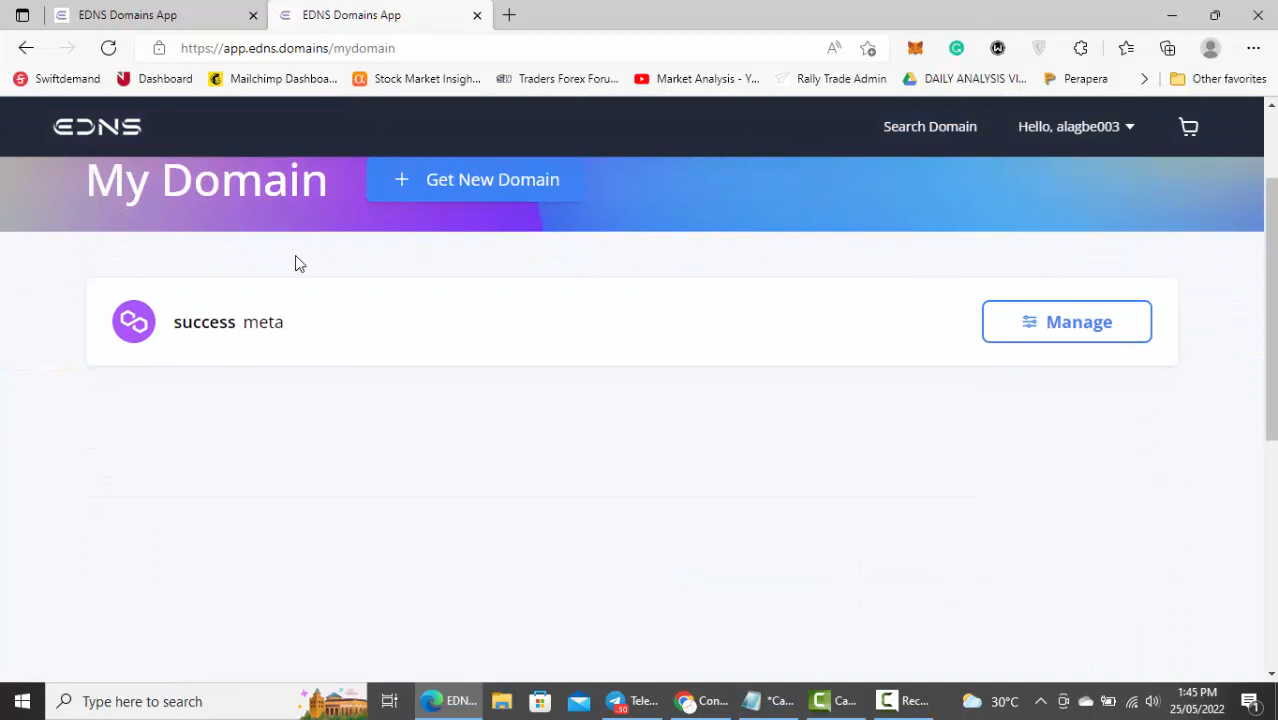 EDNS Domains App
EDNS Domains App
https://app.edns.domains/mydomain
Swiftdemand
Dashboard
Mailchimp Dashboa...
Stock Market Insigh...
Traders Forex Foru...
Market Analysis - Y...
Rally Trade Admin
DAILY ANALYSIS VI...
Perapera
Other favorites
EDNS
Search Domain
Hello, alagbe003
My Domain
+ Get New Domain
success meta
Manage
Type here to search
EDN...
Tele...
30
Con...
*Ca...
Ca...
Rec...
30°C
1:45 PM
25/05/2022
1